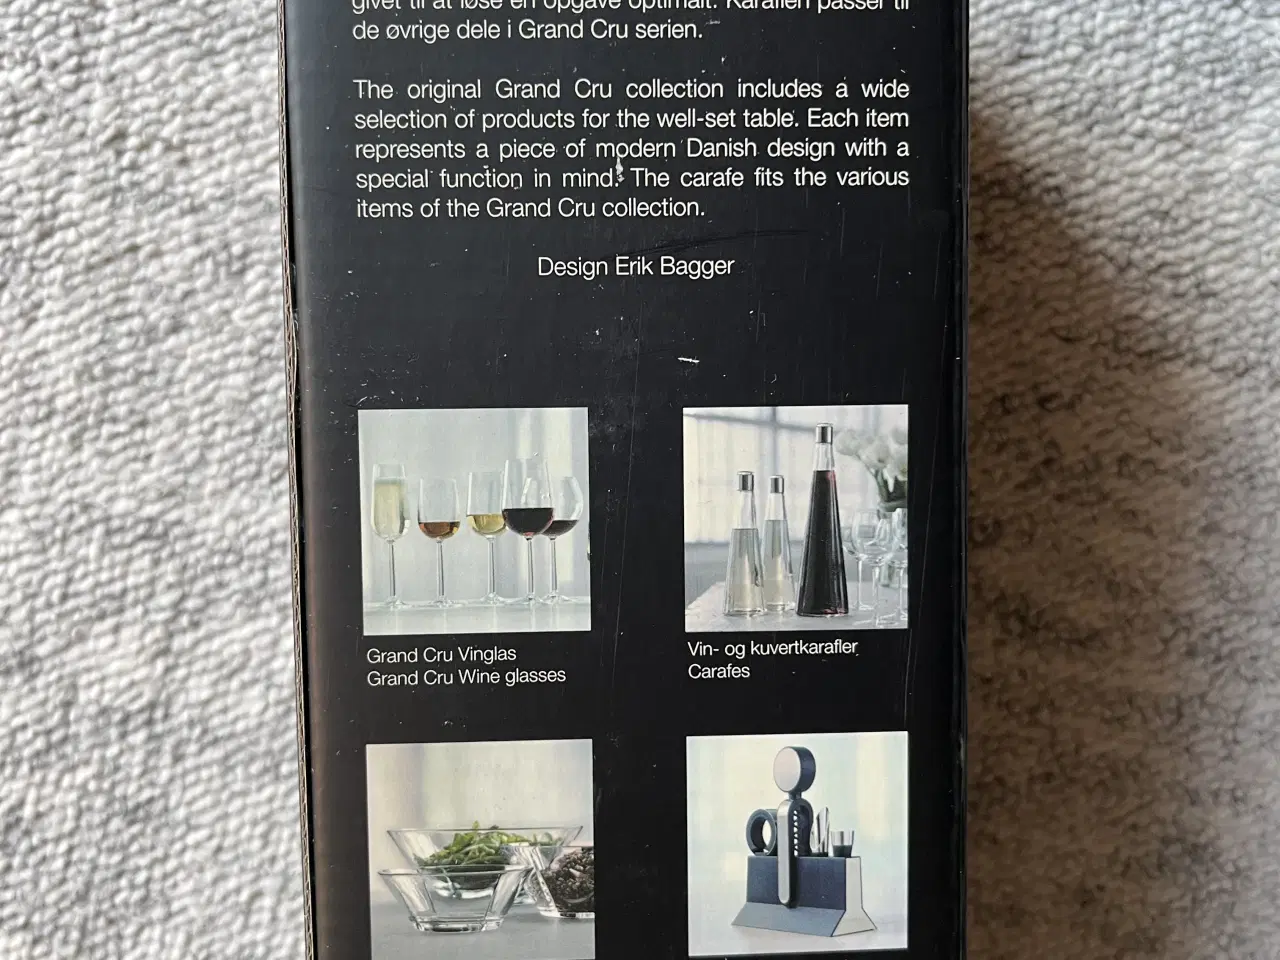 givet til at løse en opgave optimalt. Karaflen passer til
de øvrige dele i Grand Cru serien.
The original Grand Cru collection includes a wide
selection of products for the well-set table. Each item
represents a piece of modern Danish design with a
special function in mind. The carafe fits the various
items of the Grand Cru collection.
Design Erik Bagger
Grand Cru Vinglas
Grand Cru Wine glasses
Vin- og kuvertkarafler
Carafes